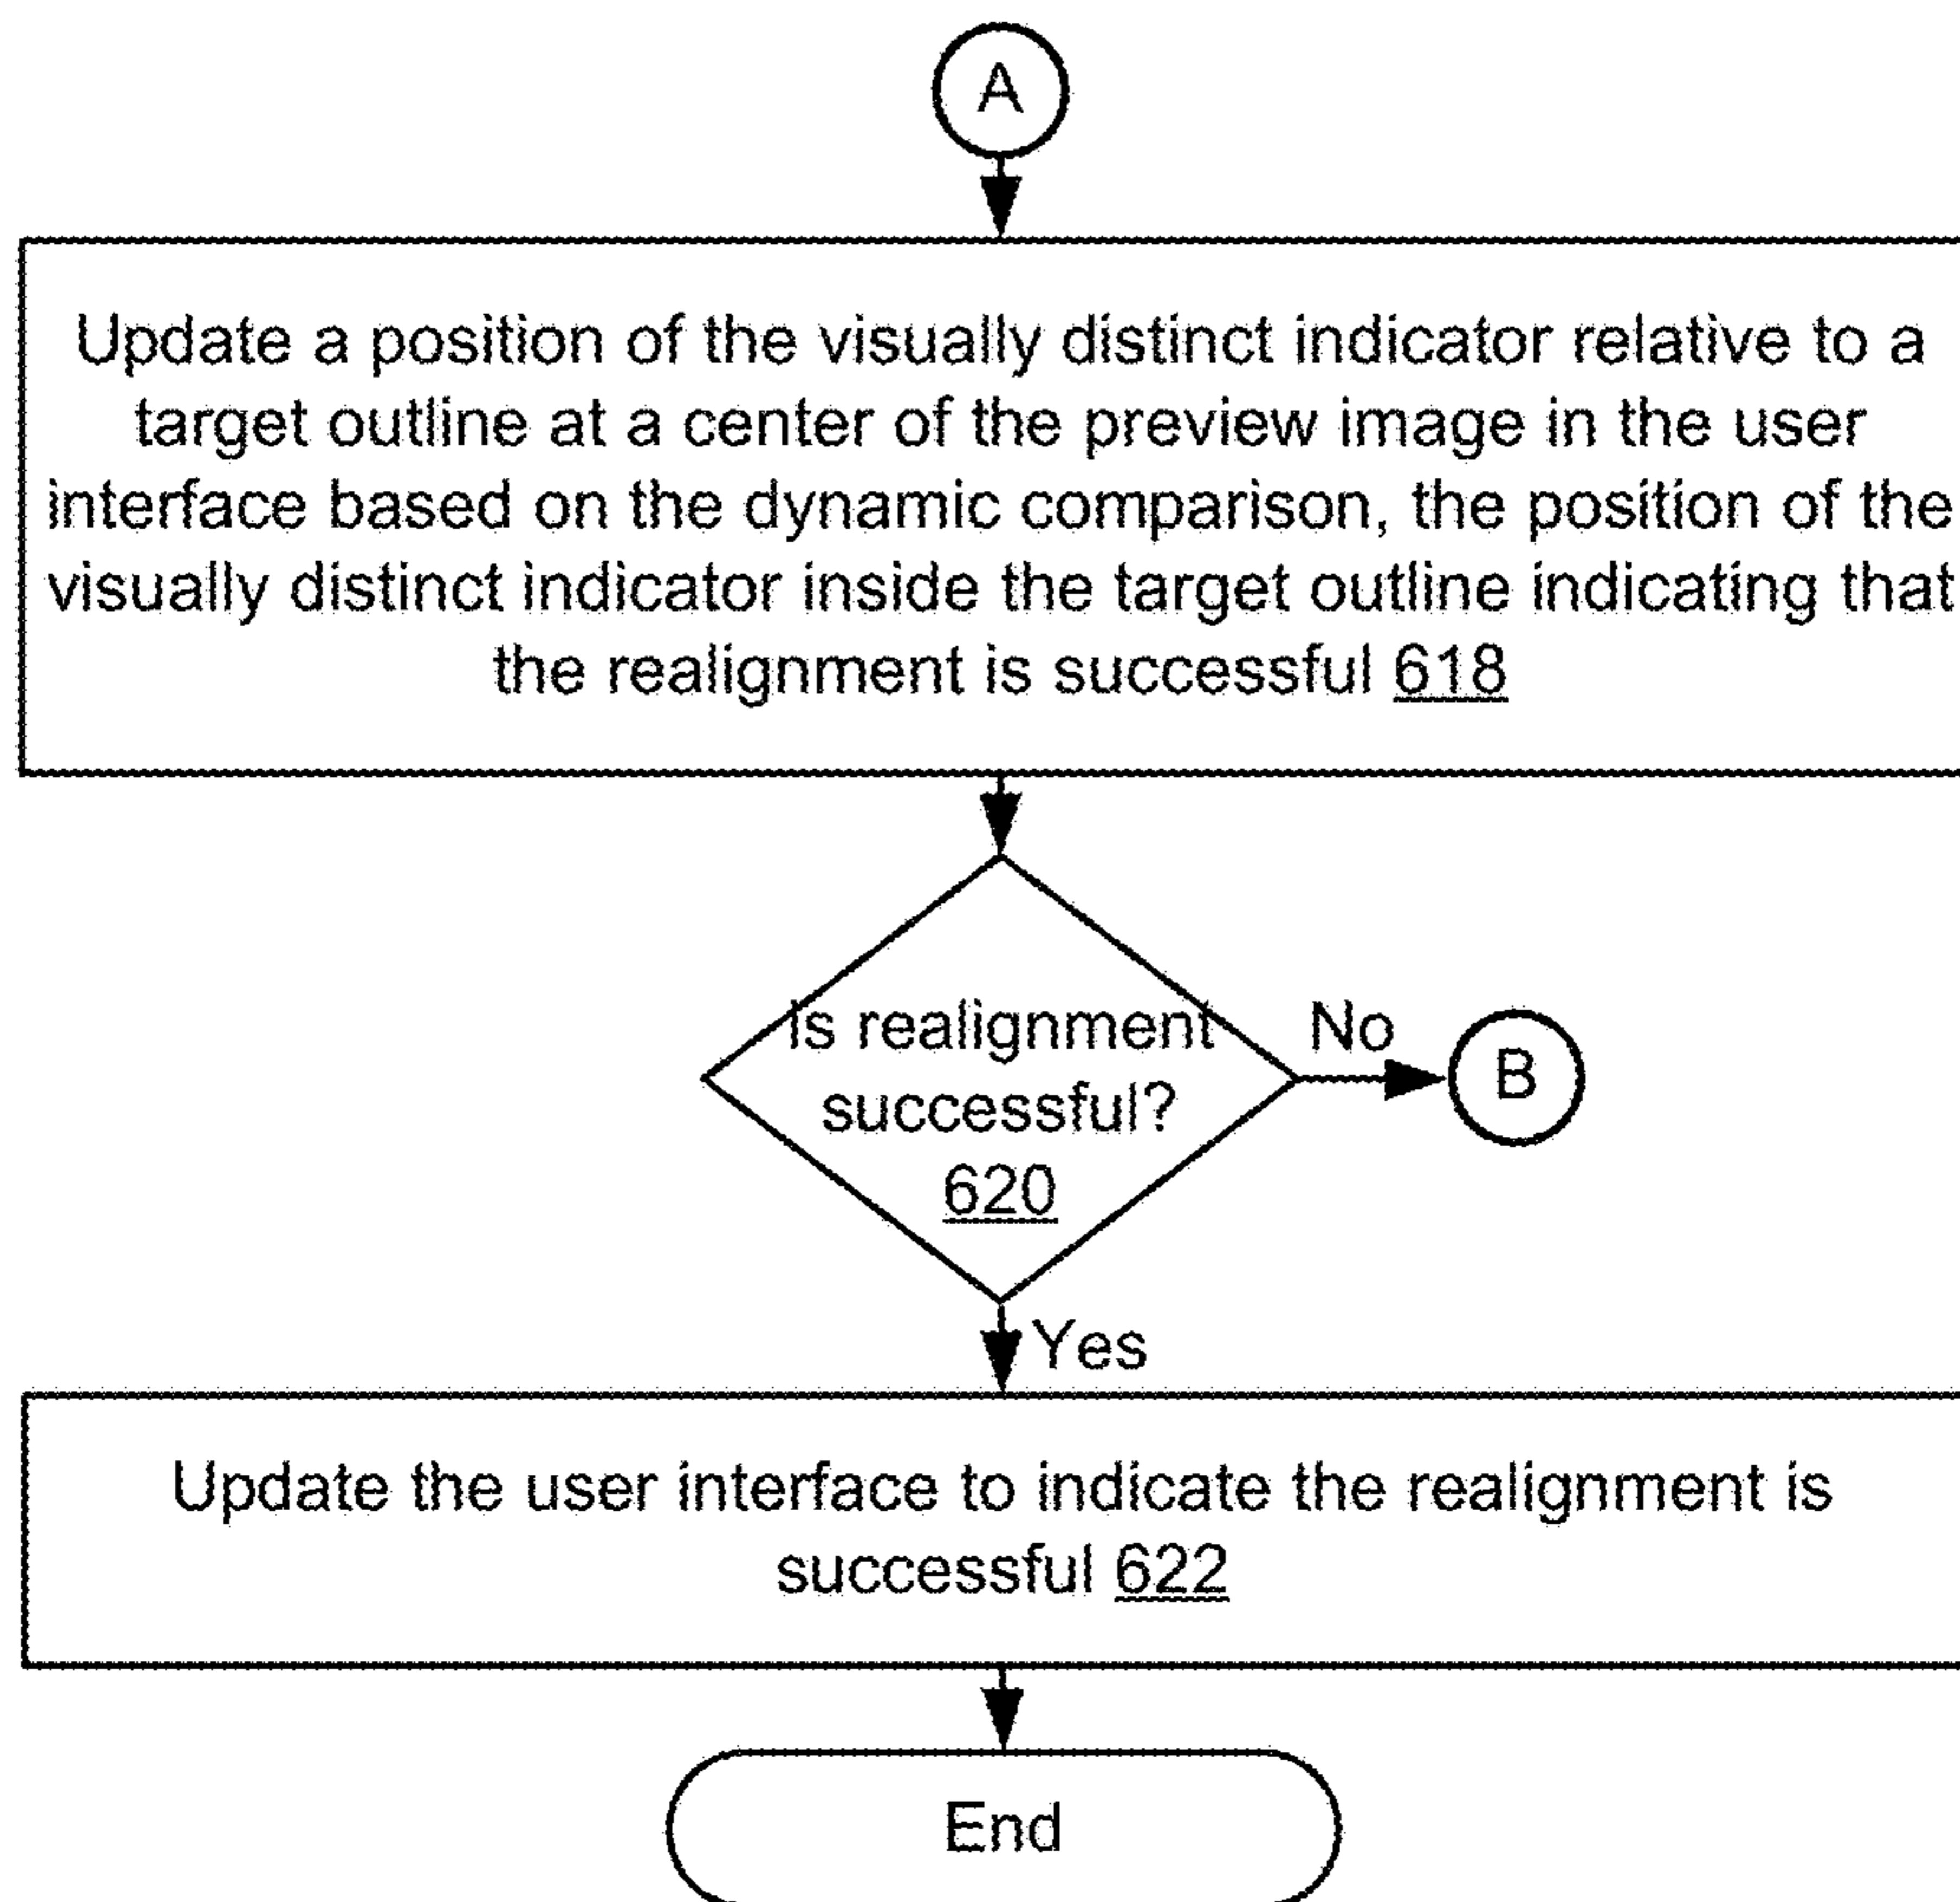 A
Update a position of the visually distinct indicator relative to a
target outline at a center of the preview image in the user
interface based on the dynamic comparison, the position of the
visually distinct indicator inside the target outline indicating that
the realignment is successful 618
Is realignment
successful?
620
No
B
Yes
Update the user interface to indicate the realignment is
successful 622
End